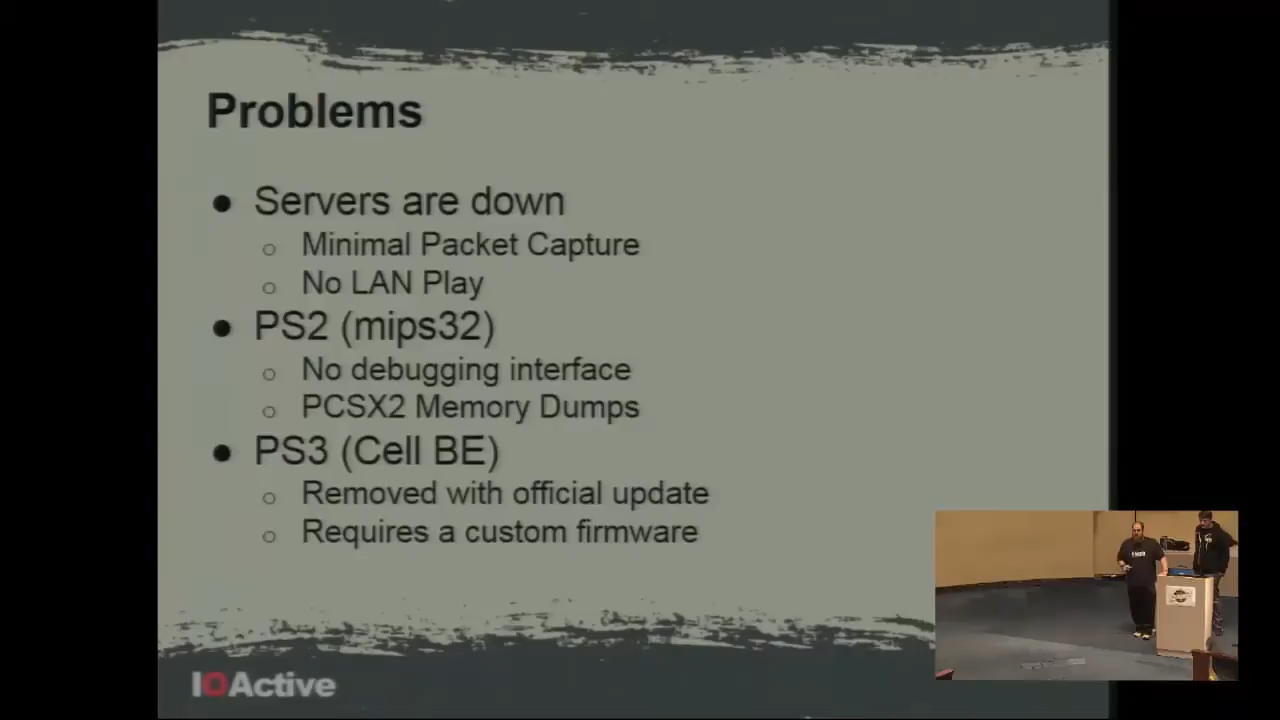 Problems
● Servers are down
○ Minimal Packet Capture
○ No LAN Play
● PS2 (mips32)
○ No debugging interface
○ PCSX2 Memory Dumps
● PS3 (Cell BE)
○ Removed with official update
○ Requires a custom firmware
IOActive